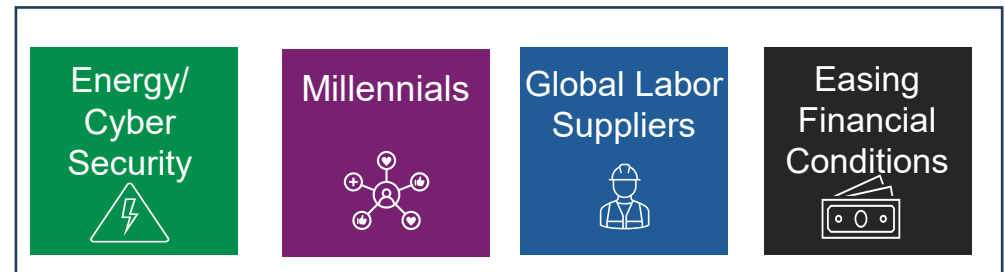 Energy/
Cyber
Security
Millennials
Global Labor
Suppliers
Easing
Financial
Conditions